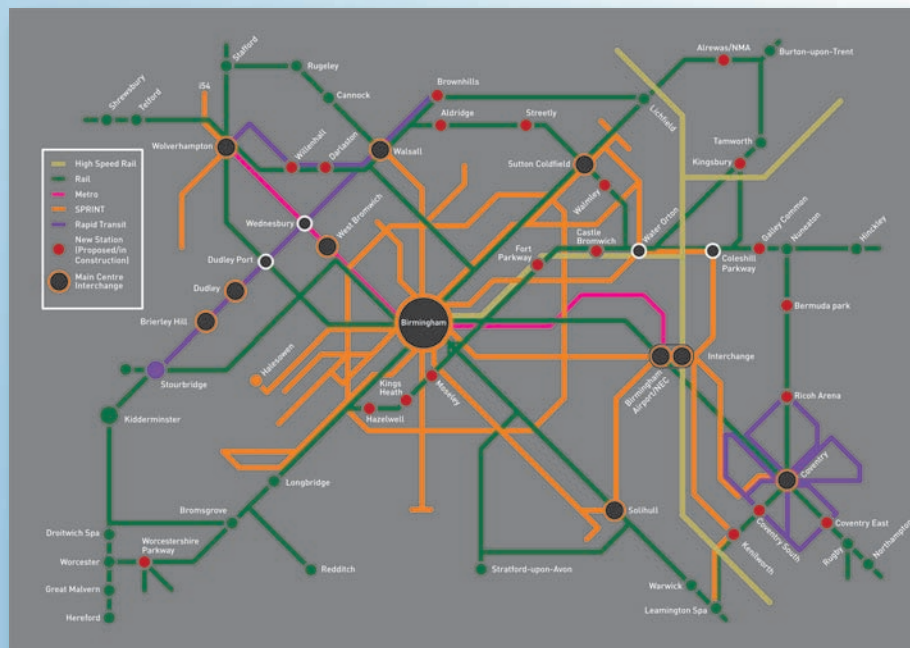 Stafford
Rugeley
Cannock
Shrewsbury
Telford
i54
Wolverhampton
Willenhall
Darlaston
Walsall
Brownhills
Aldridge
Streetly
Lichfield
Alrewas/NMA
Burton-upon-Trent
Tamworth
Kingsbury
Sutton Coldfield
Walmley
High Speed Rail
Rail
Metro
SPRINT
Rapid Transit
New Station
(Proposed/in
Construction)
Main Centre
Interchange
Wednesbury
West Bromwich
Dudley Port
Dudley
Brierley Hill
Stourbridge
Kidderminster
Halesowen
Birmingham
Fort
Parkway
Castle
Bromwich
Water Orton
Coleshill
Parkway
Galley Common
Nuneaton
Hinckley
Bermuda park
Birmingham
Airport/NEC
Interchange
Ricoh Arena
Kings
Heath
Hazelwell
Moseley
Coventry
Coventry South
Coventry East
Kenilworth
Rugby
Northampton
Solihull
Longbridge
Bromsgrove
Redditch
Stratford-upon-Avon
Warwick
Leamington Spa
Droitwich Spa
Worcestershire
Parkway
Worcester
Great Malvern
Hereford